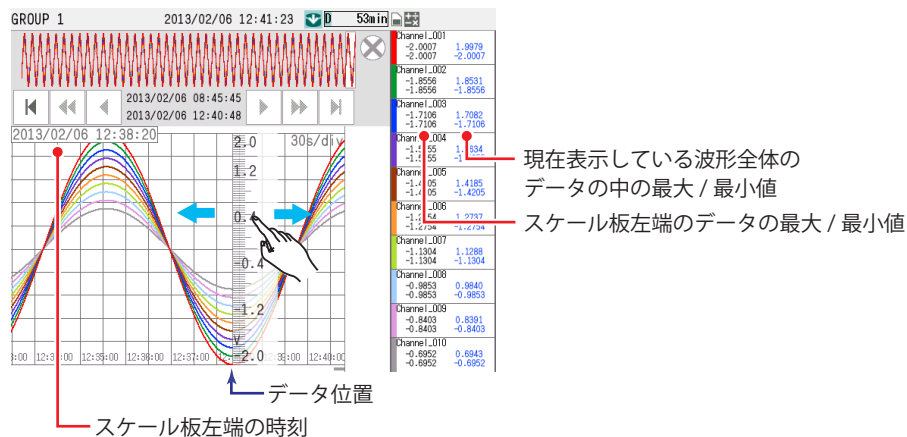 GROUP 1
2013/02/06 12:41:23
D 53min
2013/02/06 08:45:45
2013/02/06 12:40:48
2013/02/06 12:38:20
30s/div
2.0
1.2
-0.4
-1.2
V
-2.0
:00
12:35:00
12:36:00
12:37:00
12:40:00
Channel_001
-2.0007 1.9979
-2.0007 -2.0007
Channel_002
-1.8556 1.8531
-1.8556 -1.8556
Channel_003
-1.7106 1.7082
-1.7106 -1.7106
Channel_004
Channel_005
1.4185
-1.4205
Channel_006
1.2737
-1.2754 -1.2754
Channel_007
-1.1304 1.1288
-1.1304 -1.1304
Channel_008
-0.9853 0.9840
-0.9853 -0.9853
Channel_009
-0.8403 0.8391
-0.8403 -0.8403
Channel_010
-0.6952 0.6943
-0.6952 -0.6952
現在表示している波形全体の
データの中の最大 / 最小値
スケール板左端のデータの最大 / 最小値
データ位置
スケール板左端の時刻